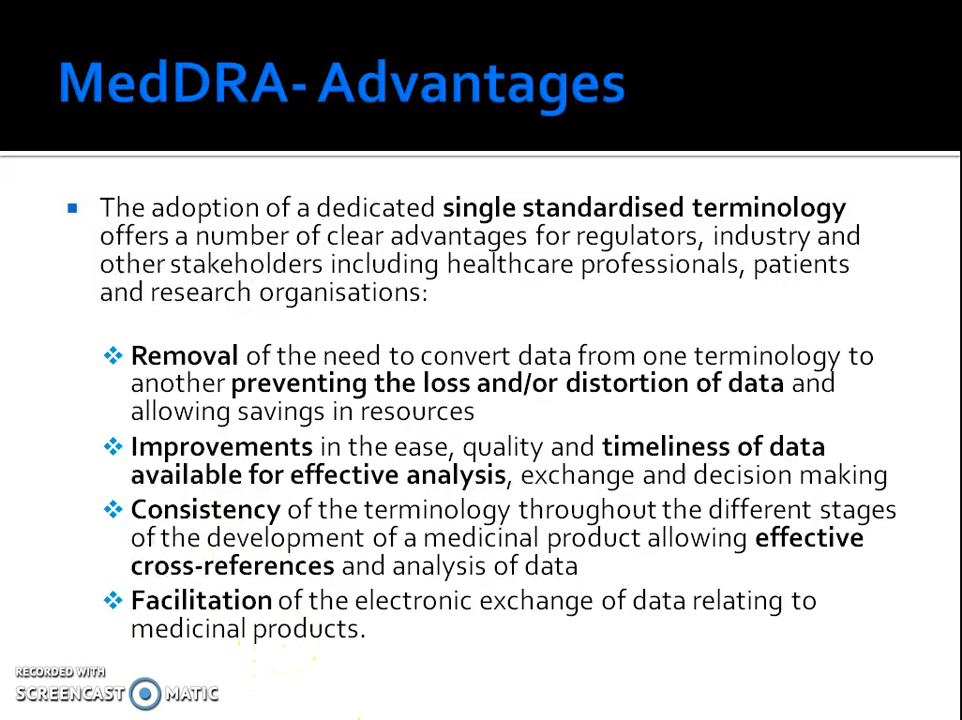 MedDRA- Advantages
The adoption of a dedicated single standardised terminology
offers a number of clear advantages for regulators, industry and
other stakeholders including healthcare professionals, patients
and research organisations:
Removal of the need to convert data from one terminology to
another preventing the loss and/or distortion of data and
allowing savings in resources
Improvements in the ease, quality and timeliness of data
available for effective analysis, exchange and decision making
Consistency of the terminology throughout the different stages
of the development of a medicinal product allowing effective
cross-references and analysis of data
Facilitation of the electronic exchange of data relating to
medicinal products.
RECORDED WITH
SCREENCAST MATIC